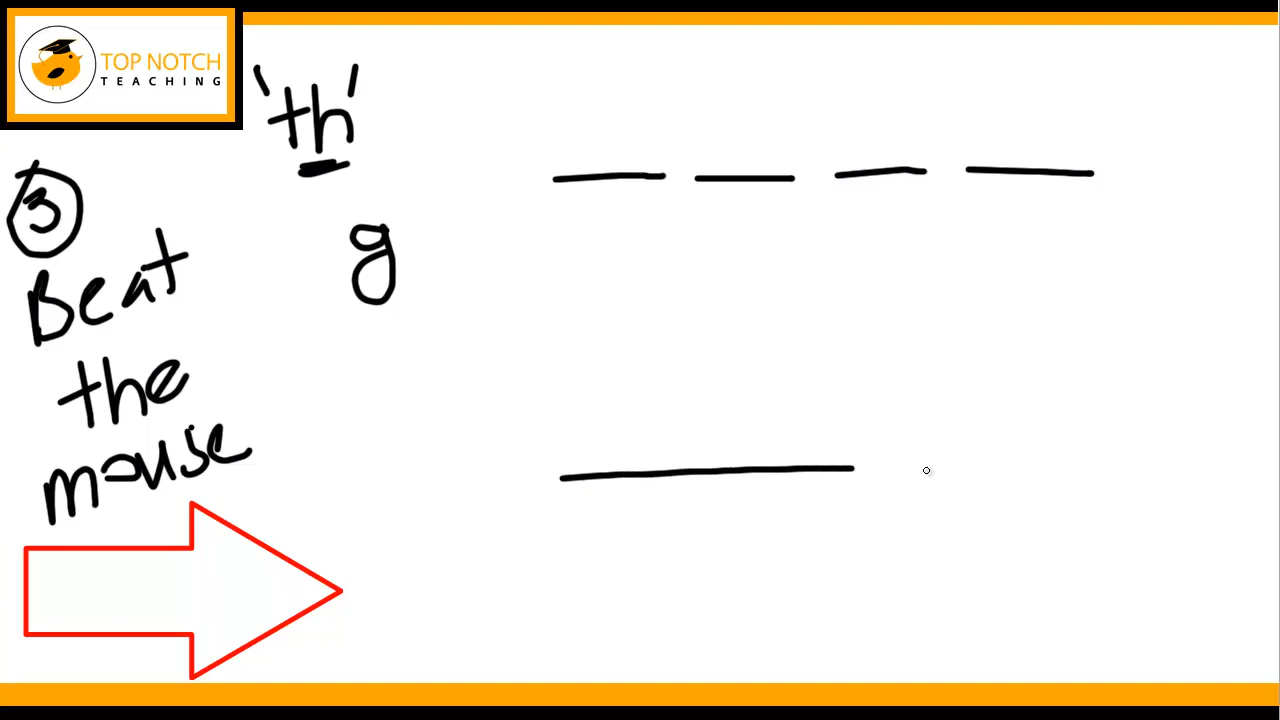 TOP NOTCH
TEACHING
'th'
3
Beat
the
mouse
g